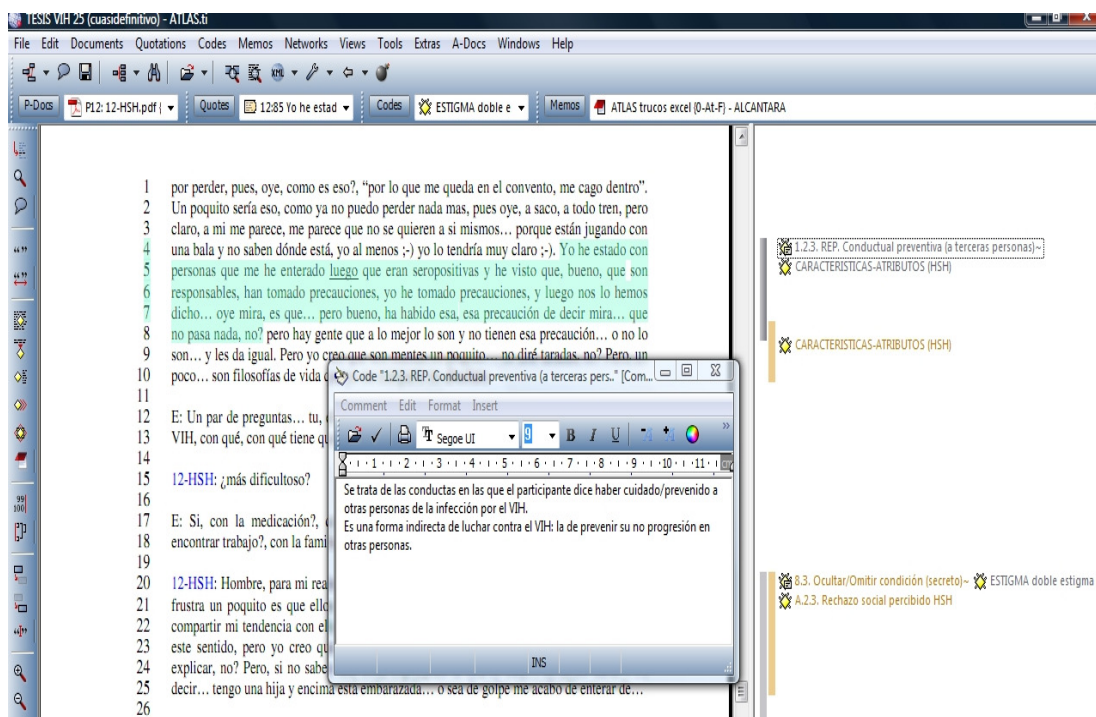 TESIS VIH 25 (cuasidefinitivo) - ATLAS.ti
File Edit Documents Quotations Codes Memos Networks Views Tools Extras A-Docs Windows Help
P-Docs P12: 12-HSH.pdf { Quotes 12:85 Yo he estad Codes ESTIGMA doble e Memos ATLAS trucos excel (0-At-F) - ALCANTARA
1 por perder, pues, oye, como es eso?, “por lo que me queda en el convento, me cago dentro”.
2 Un poquito sería eso, como ya no puedo perder nada mas, pues oye, a saco, a todo tren, pero
3 claro, a mi me parece, me parece que no se quieren a si mismos… porque están jugando con
4 una bala y no saben dónde está, yo al menos ;-) yo lo tendría muy claro ;-). Yo he estado con
5 personas que me he enterado luego que eran seropositivas y he visto que, bueno, que son
6 responsables, han tomado precauciones, yo he tomado precauciones, y luego nos lo hemos
7 dicho… oye mira, es que… pero bueno, ha habido esa, esa precaución de decir mira… que
8 no pasa nada, no? pero hay gente que a lo mejor lo son y no tienen esa precaución… o no lo
9 son… y les da igual. Pero yo creo que son mentes un poquito… no diré taradas, no? Pero, un
10 poco… son filosofías de vida
11
12 E: Un par de preguntas… tu,
13 VIH, con qué, con qué tiene
14
15 12-HSH: ¿más dificultoso?
16
17 E: Si, con la medicación?,
18 encontrar trabajo?, con la
19
20 12-HSH: Hombre, para mi
21 frustra un poquito es que
22 compartir mi tendencia con
23 este sentido, pero yo creo
24 explicar, no? Pero, si no
25 decir… tengo una hija y encima esta embarazada… o sea de golpe me acabo de enterar de…
26
1.2.3. REP. Conductual preventiva (a terceras personas)~
CARACTERISTICAS-ATRIBUTOS (HSH)
CARACTERISTICAS-ATRIBUTOS (HSH)
8.3. Ocultar/Omitir condición (secreto)~ ESTIGMA doble estigma
A.2.3. Rechazo social percibido HSH
Code "1.2.3. REP. Conductual preventiva (a terceras pers.." [Com...
Comment Edit Format Insert
Segoe UI 9 B I U
1 2 3 4 5 6 7 8 9 10 11
Se trata de las conductas en las que el participante dice haber cuidado/prevenido a
otras personas de la infección por el VIH.
Es una forma indirecta de luchar contra el VIH: la de prevenir su no progresión en
otras personas.
INS